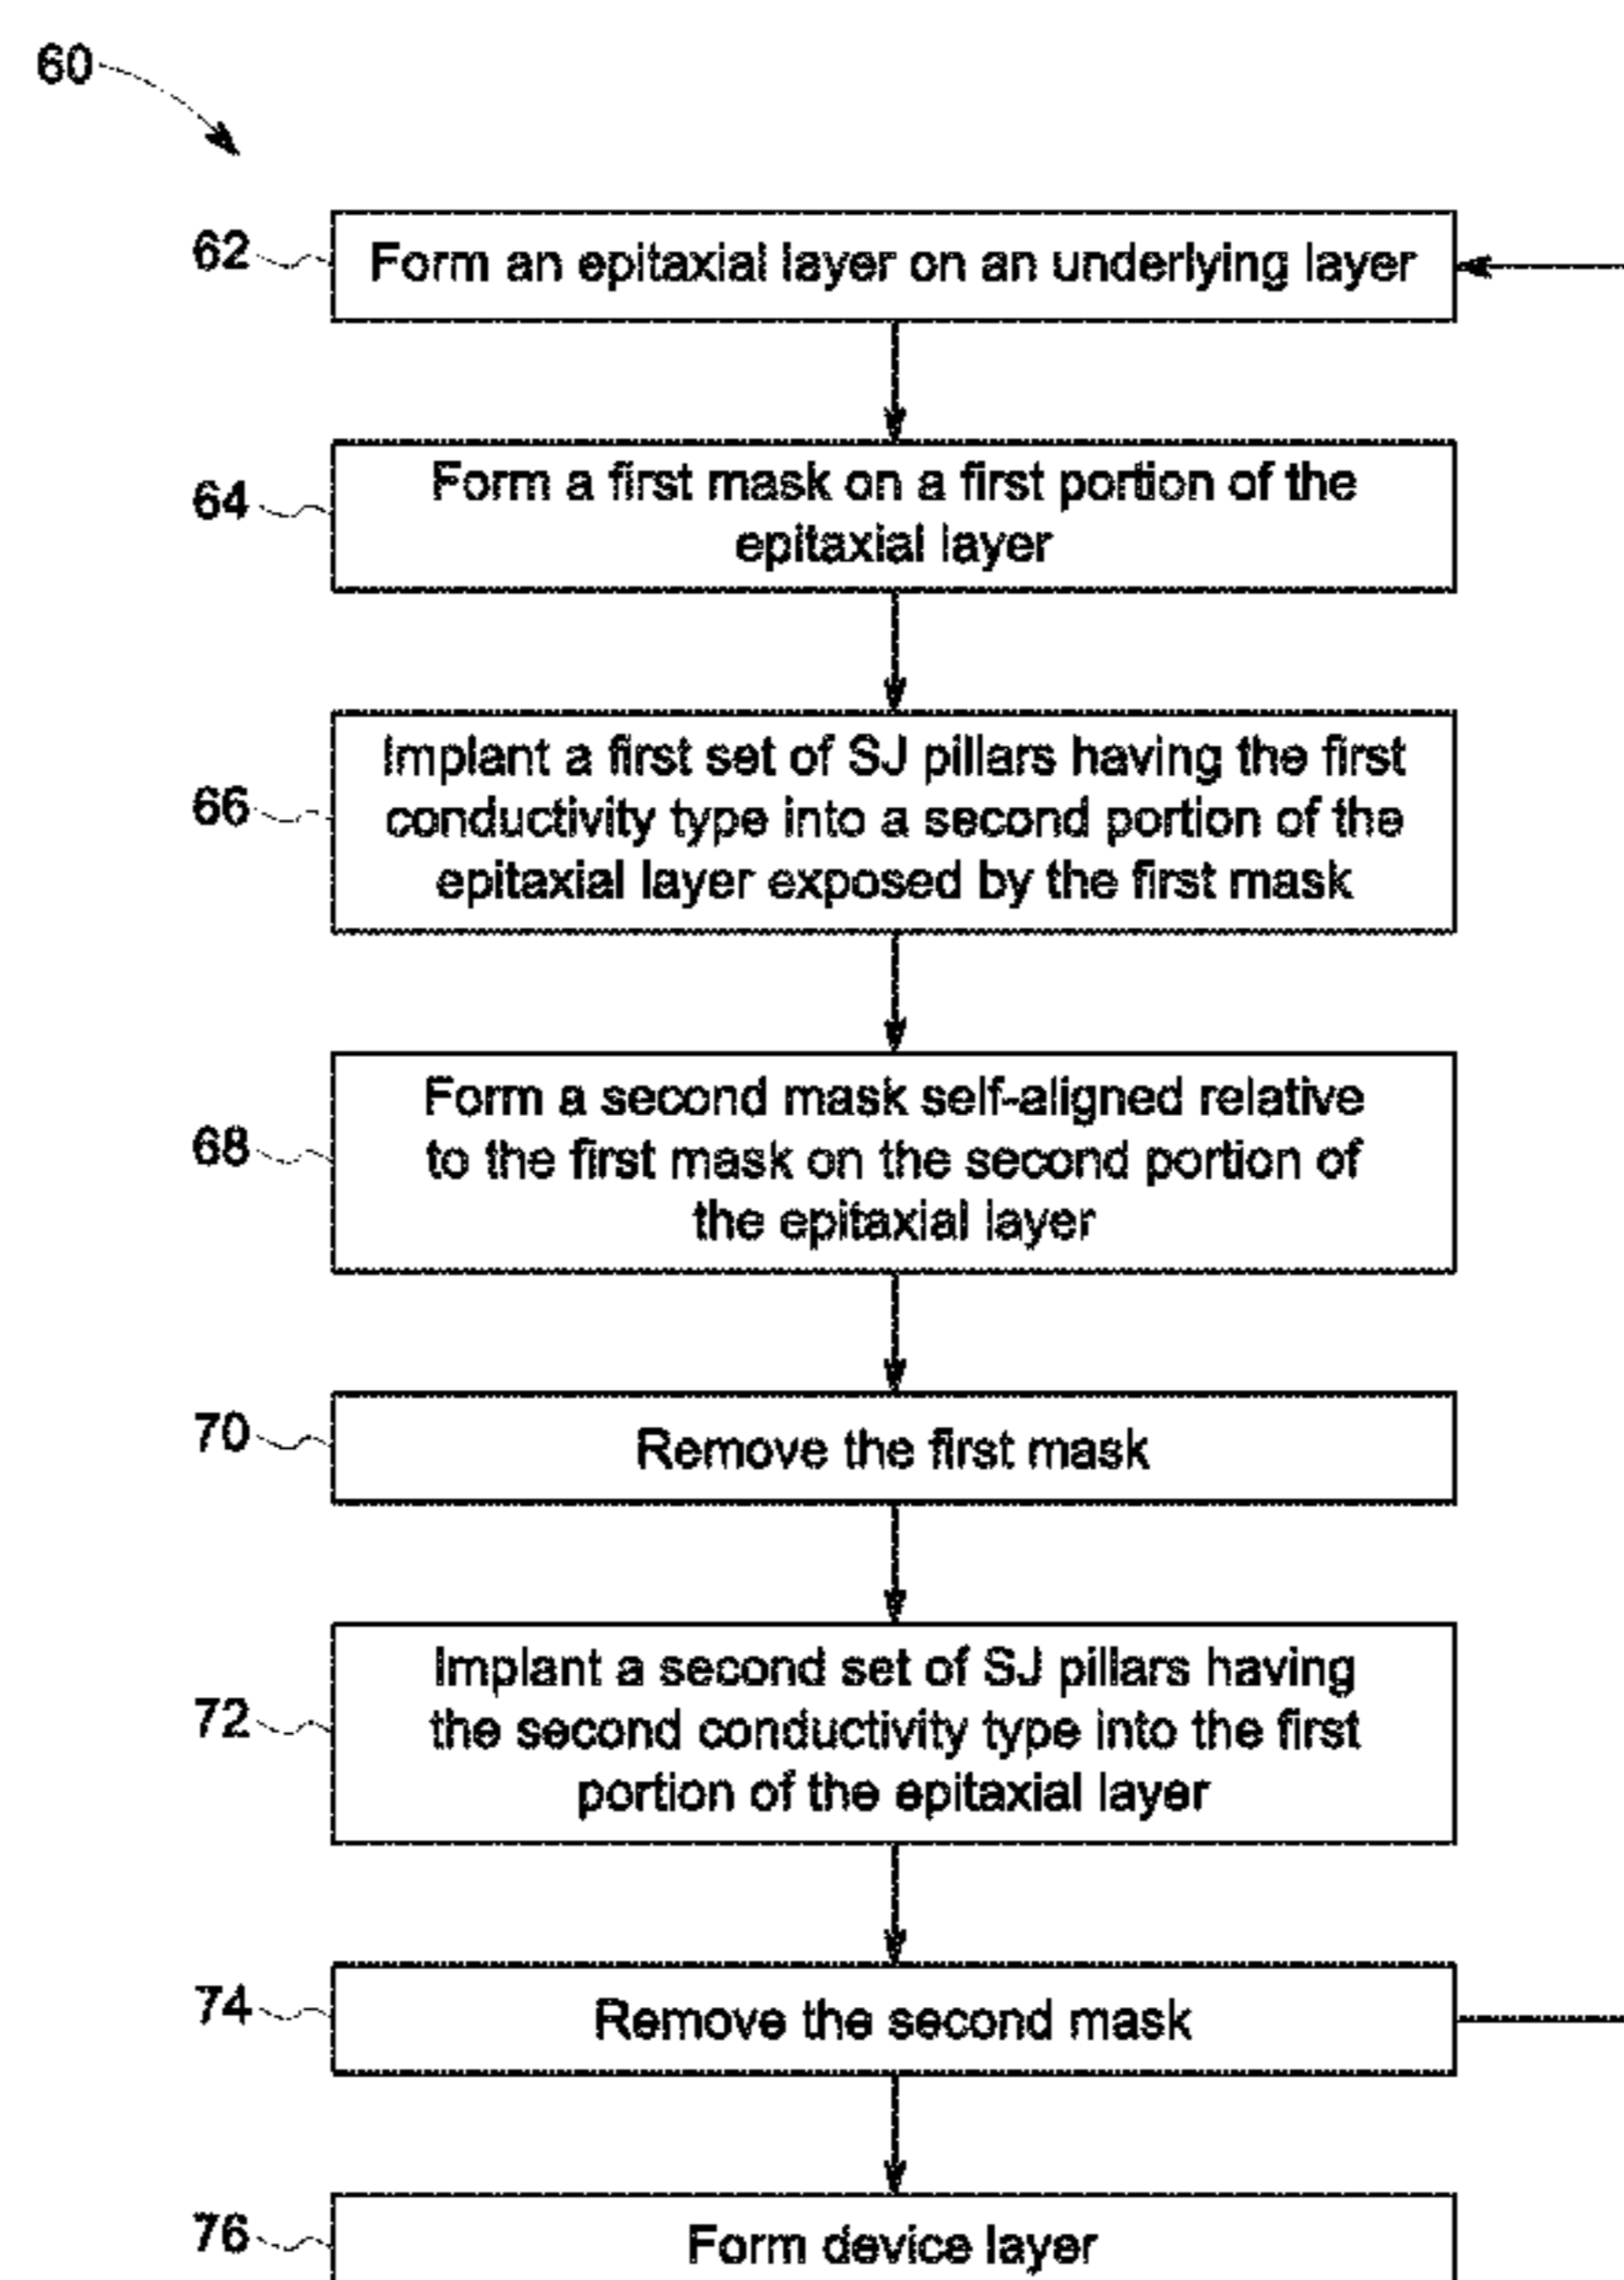 60
62
Form an epitaxial layer on an underlying layer
64
Form a first mask on a first portion of the
epitaxial layer
66
Implant a first set of SJ pillars having the first
conductivity type into a second portion of the
epitaxial layer exposed by the first mask
68
Form a second mask self-aligned relative
to the first mask on the second portion of
the epitaxial layer
70
Remove the first mask
72
Implant a second set of SJ pillars having
the second conductivity type into the first
portion of the epitaxial layer
74
Remove the second mask
76
Form device layer